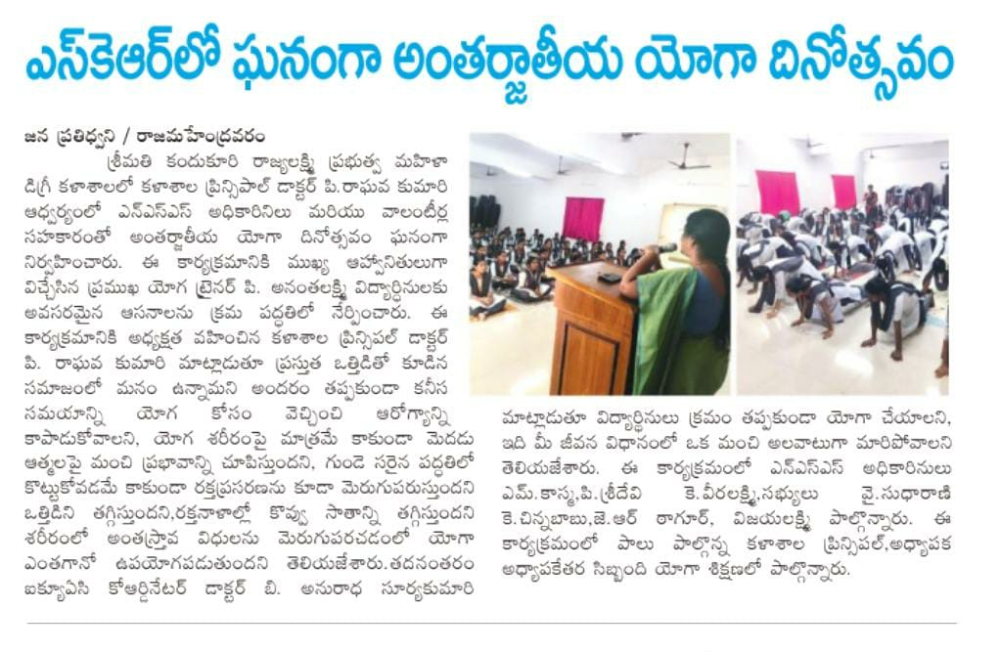 ఎస్‌కెఆర్‌లో ఘనంగా అంతర్జాతీయ యోగా దినోత్సవం
జన ప్రతిధ్వని / రాజమహేంద్రవరం
శ్రీమతి కందుకూరి రాజ్యలక్ష్మి ప్రభుత్వ మహిళా
డిగ్రీ కళాశాలలో కళాశాల ప్రిన్సిపాల్ డాక్టర్ పి.రాఘవ కుమారి
ఆధ్వర్యంలో ఎన్ఎస్ఎస్ అధికారినిలు మరియు వాలంటీర్ల
సహకారంతో అంతర్జాతీయ యోగా దినోత్సవం ఘనంగా
నిర్వహించారు. ఈ కార్యక్రమానికి ముఖ్య ఆహ్వానితులుగా
విచ్చేసిన ప్రముఖ యోగ ట్రైనర్ పి. అనంతలక్ష్మి విద్యార్థినులకు
అవసరమైన ఆసనాలను క్రమ పద్ధతిలో నేర్పించారు. ఈ
కార్యక్రమానికి అధ్యక్షత వహించిన కళాశాల ప్రిన్సిపల్ డాక్టర్
పి. రాఘవ కుమారి మాట్లాడుతూ ప్రస్తుత ఒత్తిడితో కూడిన
సమాజంలో మనం ఉన్నామని అందరం తప్పకుండా కనీస
సమయాన్ని యోగ కోసం వెచ్చించి ఆరోగ్యాన్ని
కాపాడుకోవాలని, యోగ శరీరంపై మాత్రమే కాకుండా మెదడు
ఆత్మలపై మంచి ప్రభావాన్ని చూపిస్తుందని, గుండె సరైన పద్ధతిలో
కొట్టుకోవడమే కాకుండా రక్తప్రసరణను కూడా మెరుగుపరుస్తుందని
ఒత్తిడిని తగ్గిస్తుందని,రక్తనాళాల్లో కొవ్వు సాతాన్ని తగ్గిస్తుందని
శరీరంలో అంతస్రావ విధులను మెరుగుపరచడంలో యోగా
ఎంతగానో ఉపయోగపడుతుందని తెలియజేశారు.తదనంతరం
ఐక్యూఏసి కోఆర్డినేటర్ డాక్టర్ బి. అనురాధ సూర్యకుమారి
మాట్లాడుతూ విద్యార్థినులు క్రమం తప్పకుండా యోగా చేయాలని,
ఇది మీ జీవన విధానంలో ఒక మంచి అలవాటుగా మారిపోవాలని
తెలియజేశారు. ఈ కార్యక్రమంలో ఎన్ఎస్ఎస్ అధికారినులు
ఎమ్.కాస్మ,పి.శ్రీదేవి కె.వీరలక్ష్మి,సభ్యులు వై.సుధారాణి
కె.చిన్నబాబు,జె.ఆర్ ఠాగూర్, విజయలక్ష్మి పాల్గొన్నారు. ఈ
కార్యక్రమంలో పాలు పాల్గొన్న కళాశాల ప్రిన్సిపల్,అధ్యాపక
అధ్యాపకేతర సిబ్బంది యోగా శిక్షణలో పాల్గొన్నారు.